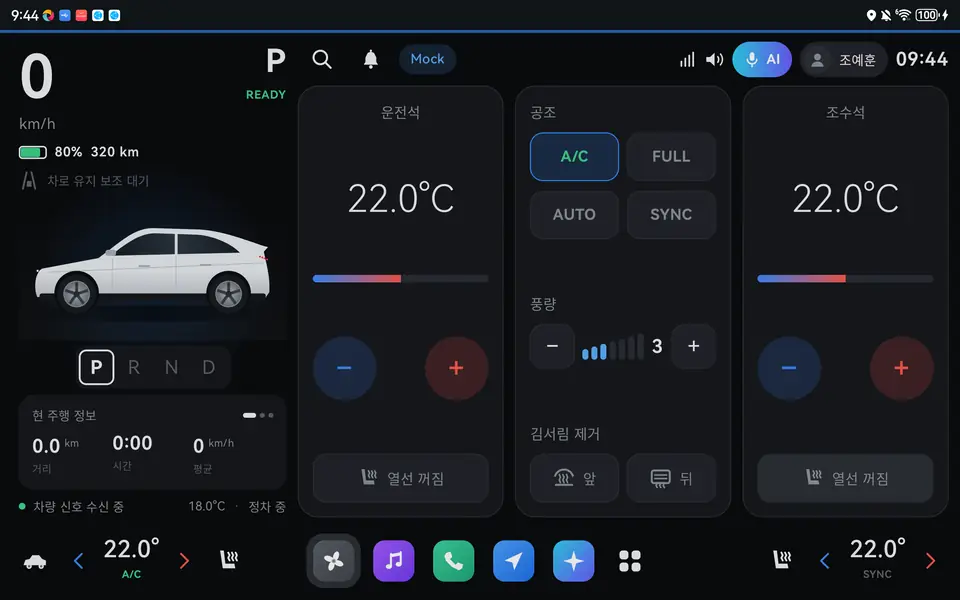 9:44
100
0
P
READY
km/h
80% 320 km
차로 유지 보조 대기
P R N D
현 주행 정보
0.0 km
거리
0:00
시간
0 km/h
평균
차량 신호 수신 중
18.0°C · 정차 중
Mock
AI
조예훈
09:44
운전석
22.0°C
열선 꺼짐
공조
A/C
FULL
AUTO
SYNC
풍량
− 3 +
김서림 제거
앞
뒤
조수석
22.0°C
− +
열선 꺼짐
22.0°
A/C
22.0°
SYNC